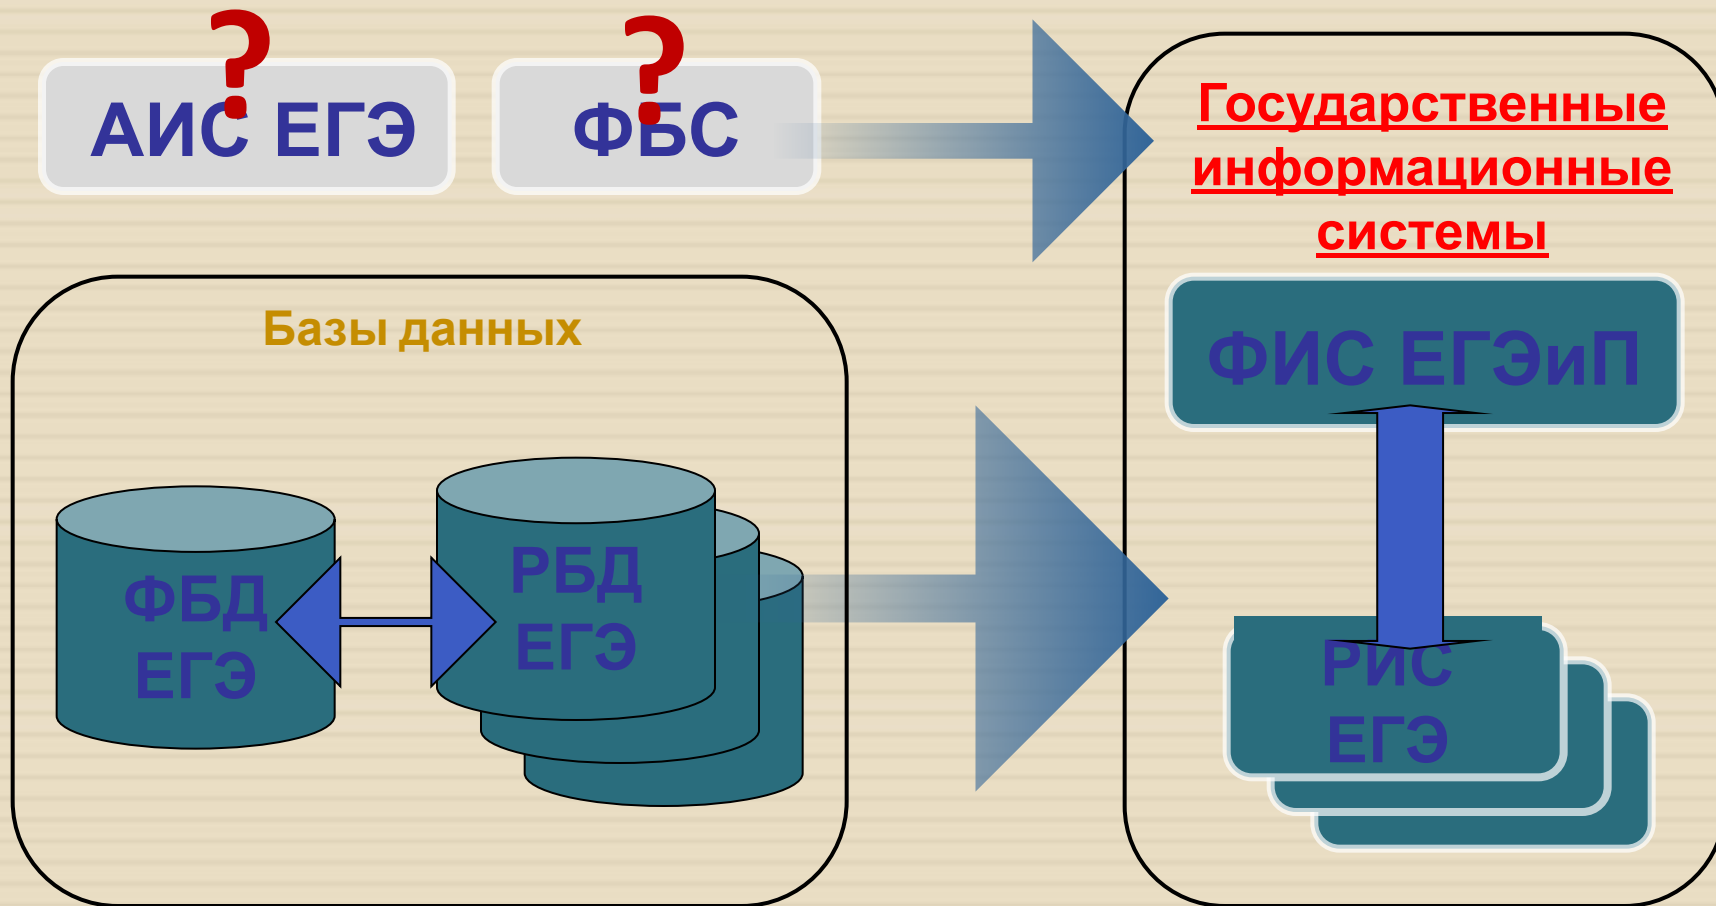 ?
?
АИС ЕГЭ
ФБС
Государственные
информационные
системы
Базы данных
ФИС ЕГЭиП
ФБД
ЕГЭ
РБД
ЕГЭ
РИС
ЕГЭ